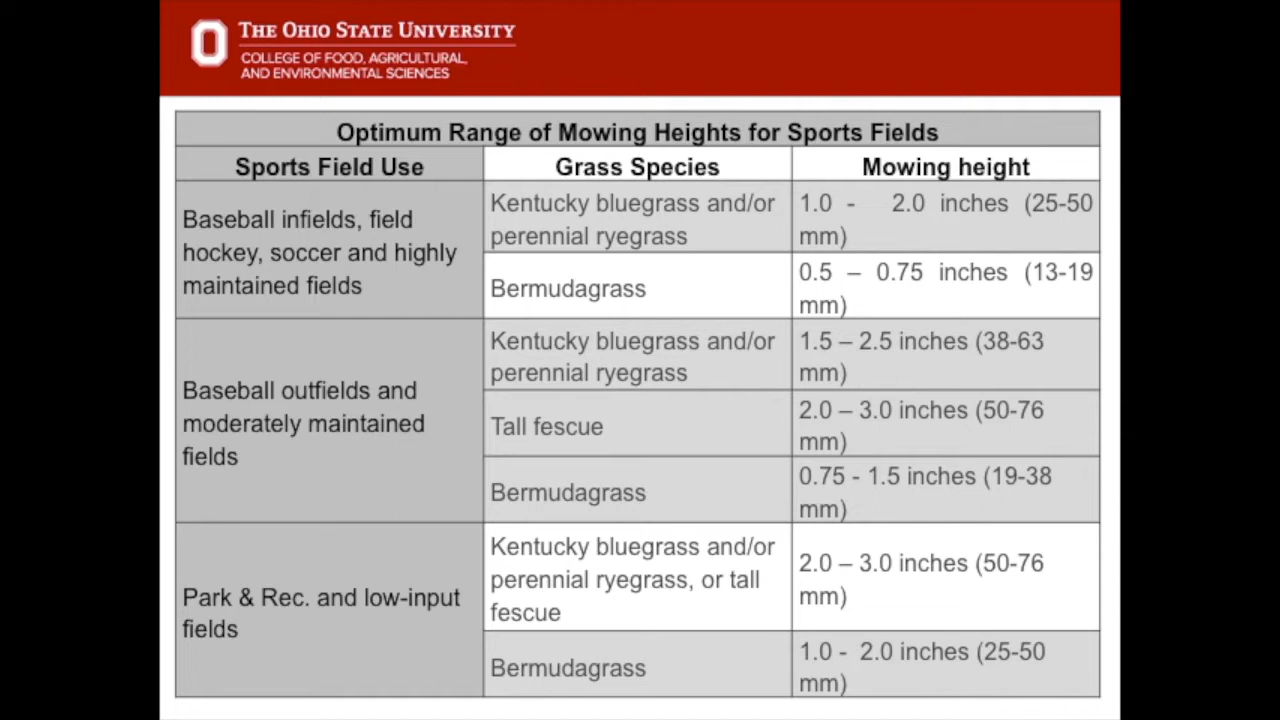 THE OHIO STATE UNIVERSITY
COLLEGE OF FOOD, AGRICULTURAL,
AND ENVIRONMENTAL SCIENCES
Optimum Range of Mowing Heights for Sports Fields
Sports Field Use Grass Species Mowing height
Baseball infields, field
hockey, soccer and highly
maintained fields
Kentucky bluegrass and/or
perennial ryegrass
1.0 - 2.0 inches (25-50
mm)
Bermudagrass
0.5 – 0.75 inches (13-19
mm)
Baseball outfields and
moderately maintained
fields
Kentucky bluegrass and/or
perennial ryegrass
1.5 – 2.5 inches (38-63
mm)
Tall fescue
2.0 – 3.0 inches (50-76
mm)
Bermudagrass
0.75 - 1.5 inches (19-38
mm)
Park & Rec. and low-input
fields
Kentucky bluegrass and/or
perennial ryegrass, or tall
fescue
2.0 – 3.0 inches (50-76
mm)
Bermudagrass
1.0 - 2.0 inches (25-50
mm)